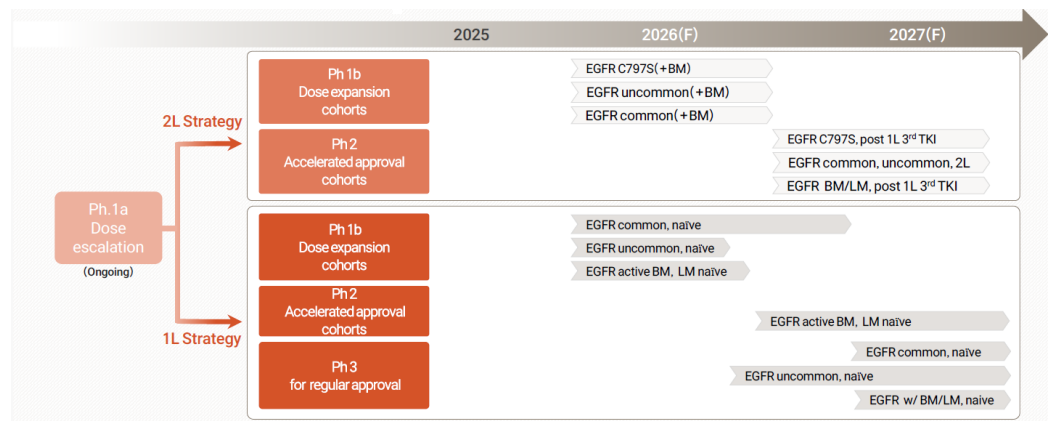 2025
2026(F)
2027(F)
2L Strategy
Ph 1b
Dose expansion
cohorts
EGFR C797S(+BM)
EGFR uncommon(+BM)
EGFR common(+BM)
Ph 2
Accelerated approval
cohorts
EGFR C797S, post 1L 3rd TKI
EGFR common, uncommon, 2L
EGFR BM/LM, post 1L 3rd TKI
Ph.1a
Dose
escalation
(Ongoing)
1L Strategy
Ph 1b
Dose expansion
cohorts
EGFR common, naïve
EGFR uncommon, naïve
EGFR active BM, LM naïve
Ph 2
Accelerated approval
cohorts
EGFR active BM, LM naïve
Ph 3
for regular approval
EGFR common, naïve
EGFR uncommon, naïve
EGFR w/ BM/LM, naive